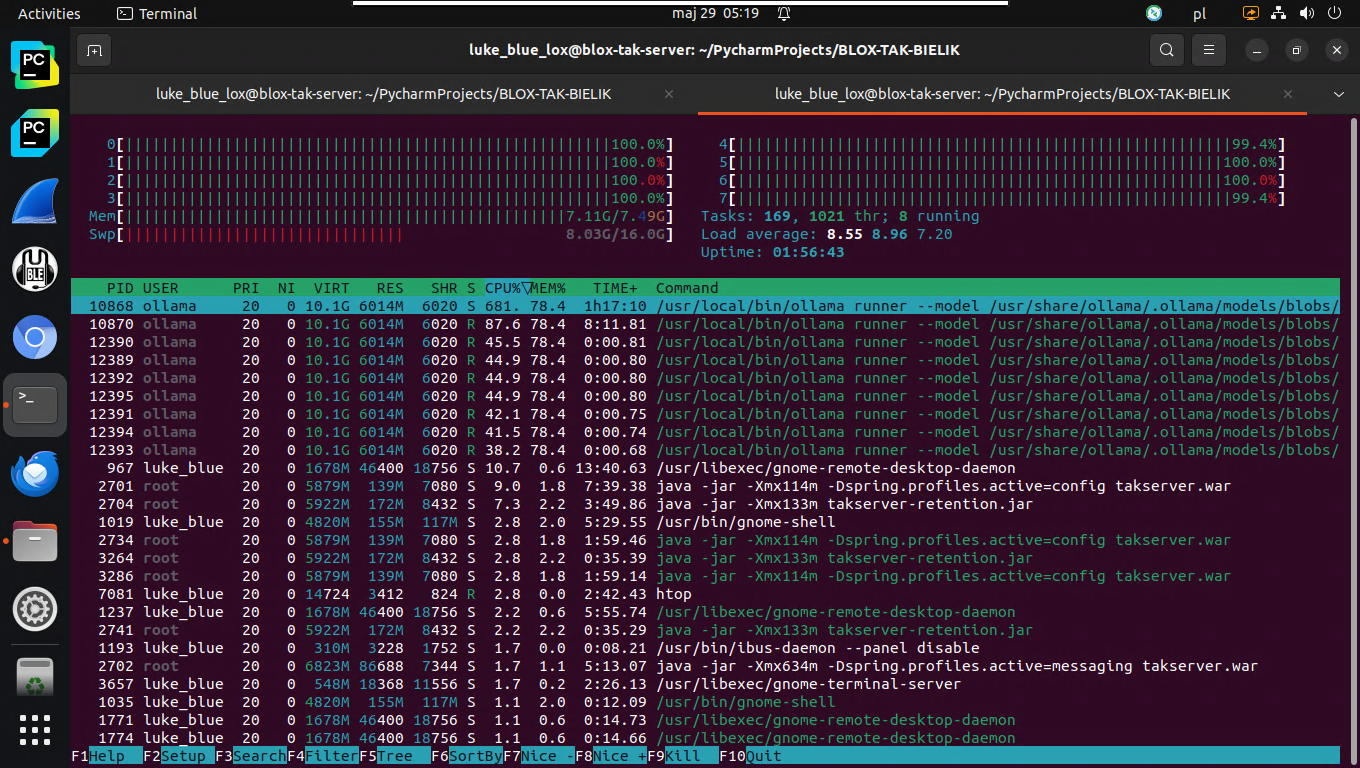 Activities Terminal maj 29 05:19 pl
luke_blue_lox@blox-tak-server: ~/PycharmProjects/BLOX-TAK-BIELIK
luke_blue_lox@blox-tak-server: ~/PycharmProjects/BLOX-TAK-BIELIK × luke_blue_lox@blox-tak-server: ~/PycharmProjects/BLOX-TAK-BIELIK ×
PC
PC
BLE
>_
0[||||||||||||||||||||||||||||||||||||||||||||||||||||||100.0%] 4[||||||||||||||||||||||||||||||||||||||||||||||||||||||| 99.4%]
1[||||||||||||||||||||||||||||||||||||||||||||||||||||||100.0%] 5[||||||||||||||||||||||||||||||||||||||||||||||||||||||100.0%]
2[||||||||||||||||||||||||||||||||||||||||||||||||||||||100.0%] 6[||||||||||||||||||||||||||||||||||||||||||||||||||||||100.0%]
3[||||||||||||||||||||||||||||||||||||||||||||||||||||||100.0%] 7[||||||||||||||||||||||||||||||||||||||||||||||||||||||| 99.4%]
Mem[|||||||||||||||||||||||||||||||||||||||||||||||||7.11G/7.49G] Tasks: 169, 1021 thr; 8 running
Swp[||||||||||||||||||||||||||||||| 8.03G/16.0G] Load average: 8.55 8.96 7.20
Uptime: 01:56:43
PID USER PRI NI VIRT RES SHR S CPU%▽MEM% TIME+ Command
10868 ollama 20 0 10.1G 6014M 6020 S 681. 78.4 1h17:10 /usr/local/bin/ollama runner --model /usr/share/ollama/.ollama/models/blobs/
10870 ollama 20 0 10.1G 6014M 6020 R 87.6 78.4 8:11.81 /usr/local/bin/ollama runner --model /usr/share/ollama/.ollama/models/blobs/
12390 ollama 20 0 10.1G 6014M 6020 R 45.5 78.4 0:00.81 /usr/local/bin/ollama runner --model /usr/share/ollama/.ollama/models/blobs/
12389 ollama 20 0 10.1G 6014M 6020 R 44.9 78.4 0:00.80 /usr/local/bin/ollama runner --model /usr/share/ollama/.ollama/models/blobs/
12392 ollama 20 0 10.1G 6014M 6020 R 44.9 78.4 0:00.80 /usr/local/bin/ollama runner --model /usr/share/ollama/.ollama/models/blobs/
12395 ollama 20 0 10.1G 6014M 6020 R 44.9 78.4 0:00.80 /usr/local/bin/ollama runner --model /usr/share/ollama/.ollama/models/blobs/
12391 ollama 20 0 10.1G 6014M 6020 R 42.1 78.4 0:00.75 /usr/local/bin/ollama runner --model /usr/share/ollama/.ollama/models/blobs/
12394 ollama 20 0 10.1G 6014M 6020 R 41.5 78.4 0:00.74 /usr/local/bin/ollama runner --model /usr/share/ollama/.ollama/models/blobs/
12393 ollama 20 0 10.1G 6014M 6020 R 38.2 78.4 0:00.68 /usr/local/bin/ollama runner --model /usr/share/ollama/.ollama/models/blobs/
967 luke_blue 20 0 1678M 46400 18756 S 10.7 0.6 13:40.63 /usr/libexec/gnome-remote-desktop-daemon
2701 root 20 0 5879M 139M 7080 S 9.0 1.8 7:39.38 java -jar -Xmx114m -Dspring.profiles.active=config takserver.war
2704 root 20 0 5922M 172M 8432 S 7.3 2.2 3:49.86 java -jar -Xmx133m takserver-retention.jar
1019 luke_blue 20 0 4820M 155M 117M S 2.8 2.0 5:29.55 /usr/bin/gnome-shell
2734 root 20 0 5879M 139M 7080 S 2.8 1.8 1:59.46 java -jar -Xmx114m -Dspring.profiles.active=config takserver.war
3264 root 20 0 5922M 172M 8432 S 2.8 2.2 0:35.39 java -jar -Xmx133m takserver-retention.jar
3286 root 20 0 5879M 139M 7080 S 2.8 1.8 1:59.14 java -jar -Xmx114m -Dspring.profiles.active=config takserver.war
7081 luke_blue 20 0 14724 3412 824 R 2.8 0.0 2:42.43 htop
1237 luke_blue 20 0 1678M 46400 18756 S 2.2 0.6 5:55.74 /usr/libexec/gnome-remote-desktop-daemon
2741 root 20 0 5922M 172M 8432 S 2.2 2.2 0:35.29 java -jar -Xmx133m takserver-retention.jar
1193 luke_blue 20 0 310M 3228 1752 S 1.7 0.0 0:08.21 /usr/bin/ibus-daemon --panel disable
2702 root 20 0 6823M 86688 7344 S 1.7 1.1 5:13.07 java -jar -Xmx634m -Dspring.profiles.active=messaging takserver.war
3657 luke_blue 20 0 548M 18368 11556 S 1.7 0.2 2:26.13 /usr/libexec/gnome-terminal-server
1035 luke_blue 20 0 4820M 155M 117M S 1.1 2.0 0:12.09 /usr/bin/gnome-shell
1771 luke_blue 20 0 1678M 46400 18756 S 1.1 0.6 0:14.73 /usr/libexec/gnome-remote-desktop-daemon
1774 luke_blue 20 0 1678M 46400 18756 S 1.1 0.6 0:14.66 /usr/libexec/gnome-remote-desktop-daemon
F1Help F2Setup F3SearchF4FilterF5Tree F6SortByF7Nice -F8Nice +F9Kill F10Quit